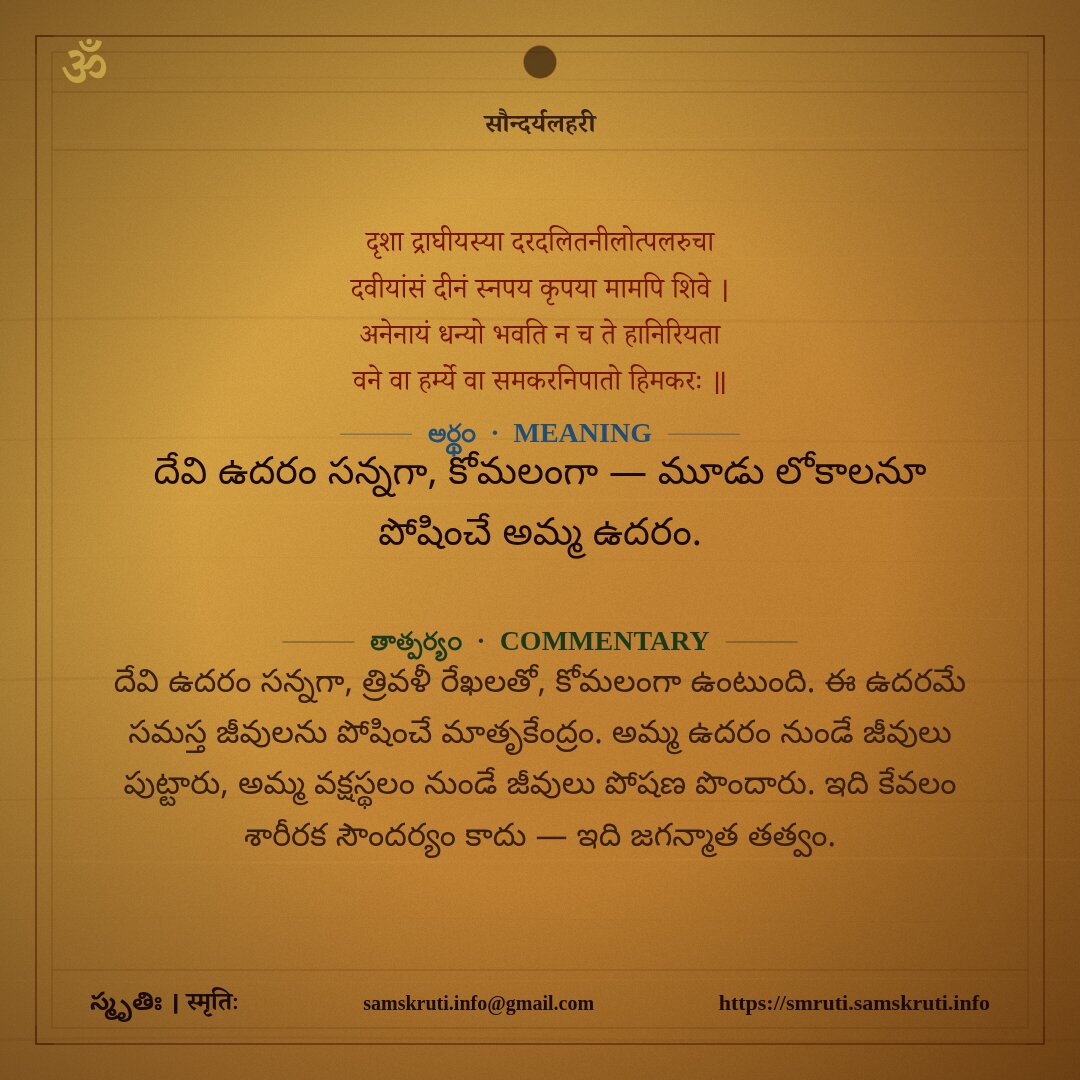 ॐ
सौन्दर्यलहरी
दृशा द्राघीयस्या दरदलितनीलोत्पलरुचा
दवीयांसं दीनं स्नपय कृपया मामपि शिवे |
अनेनायं धन्यो भवति न च ते हानिरियता
वने वा हर्म्ये वा समकरनिपातो हिमकरः ||
అర్థం · MEANING
దేవి ఉదరం సన్నగా, కోమలంగా — మూడు లోకాలనూ
పోషించే అమ్మ ఉదరం.
తాత్పర్యం · COMMENTARY
దేవి ఉదరం సన్నగా, త్రివళీ రేఖలతో, కోమలంగా ఉంటుంది. ఈ ఉదరమే
సమస్త జీవులను పోషించే మాతృకేంద్రం. అమ్మ ఉదరం నుండే జీవులు
పుట్టారు, అమ్మ వక్షస్థలం నుండే జీవులు పోషణ పొందారు. ఇది కేవలం
శారీరక సౌందర్యం కాదు — ఇది జగన్మాత తత్వం.
స్మృతిః | स्मृतिः samskruti.info@gmail.com https://smruti.samskruti.info